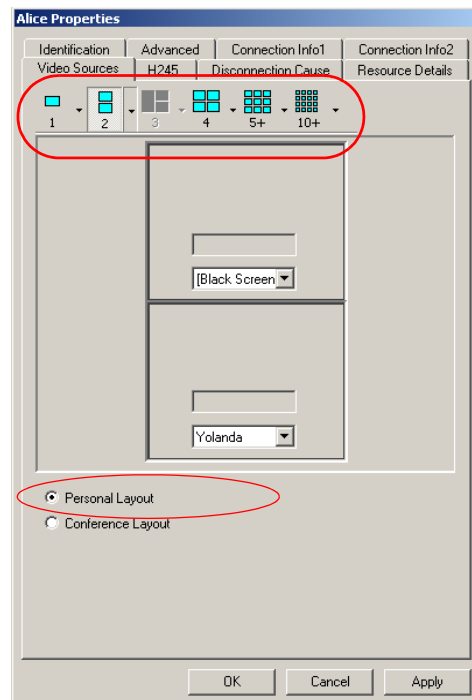 Alice Properties
Identification Advanced Connection Info1 Connection Info2
Video Sources H245 Disconnection Cause Resource Details
1 2 3 4 5+ 10+
[Black Screen
Yolanda
Personal Layout
Conference Layout
OK Cancel Apply